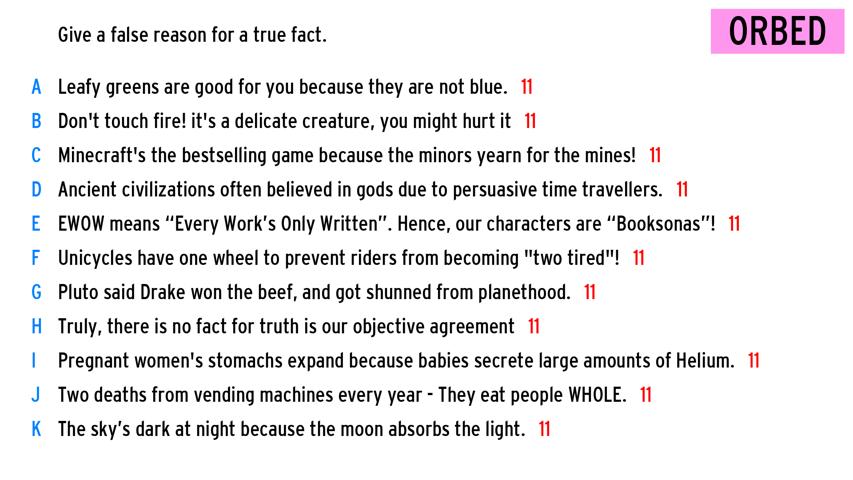 Give a false reason for a true fact.
ORBED
A Leafy greens are good for you because they are not blue. 11
B Don't touch fire! it's a delicate creature, you might hurt it 11
C Minecraft's the bestselling game because the minors yearn for the mines! 11
D Ancient civilizations often believed in gods due to persuasive time travellers. 11
E EWOW means “Every Work’s Only Written”. Hence, our characters are “Booksonas”! 11
F Unicycles have one wheel to prevent riders from becoming "two tired"! 11
G Pluto said Drake won the beef, and got shunned from planethood. 11
H Truly, there is no fact for truth is our objective agreement 11
I Pregnant women's stomachs expand because babies secrete large amounts of Helium. 11
J Two deaths from vending machines every year - They eat people WHOLE. 11
K The sky’s dark at night because the moon absorbs the light. 11